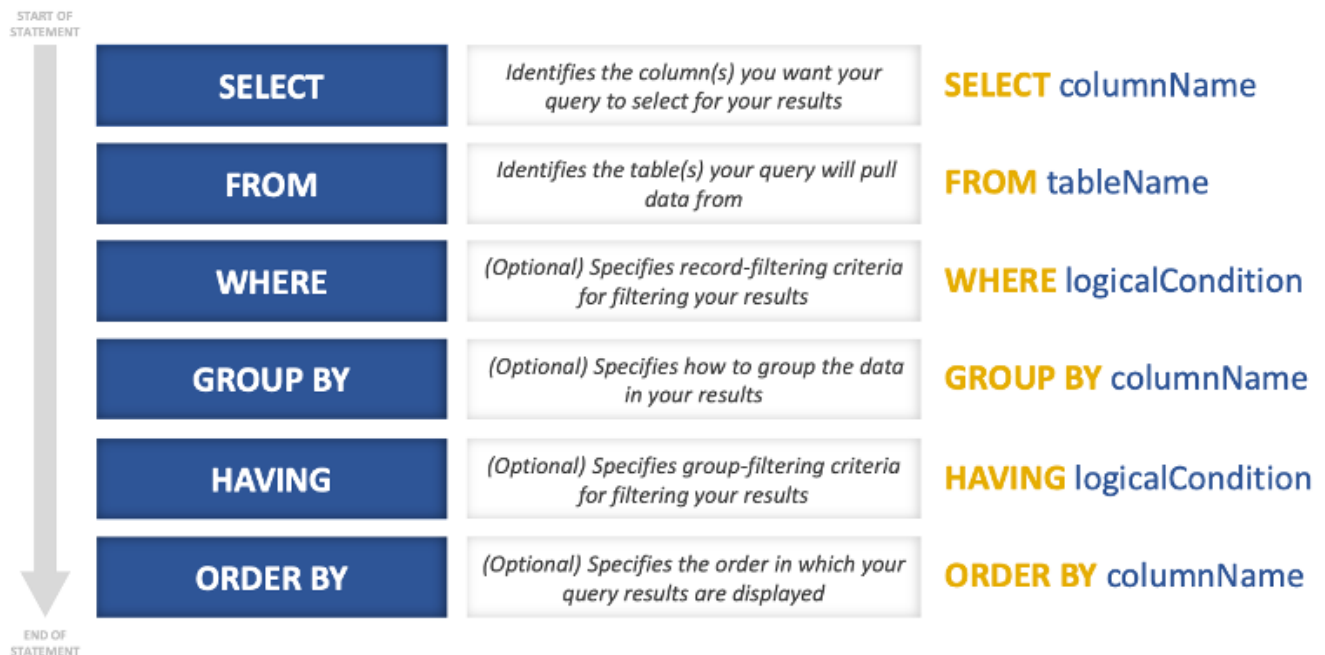 START OF
STATEMENT
SELECT
Identifies the column(s) you want your
query to select for your results
SELECT columnName
FROM
Identifies the table(s) your query will pull
data from
FROM tableName
WHERE
(Optional) Specifies record-filtering criteria
for filtering your results
WHERE logicalCondition
GROUP BY
(Optional) Specifies how to group the data
in your results
GROUP BY columnName
HAVING
(Optional) Specifies group-filtering criteria
for filtering your results
HAVING logicalCondition
ORDER BY
(Optional) Specifies the order in which your
query results are displayed
ORDER BY columnName
END OF
STATEMENT